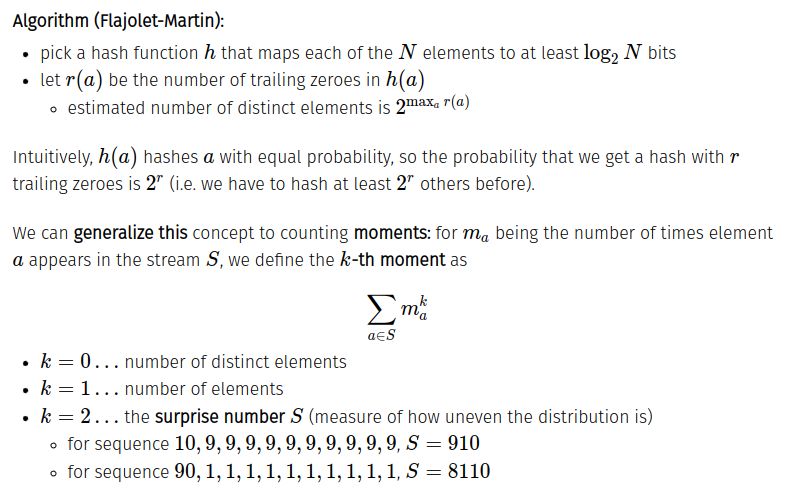 Algorithm (Flajolet-Martin):
• pick a hash function h that maps each of the N elements to at least log₂ N bits
• let r(a) be the number of trailing zeroes in h(a)
◦ estimated number of distinct elements is 2^{max_a r(a)}
Intuitively, h(a) hashes a with equal probability, so the probability that we get a hash with r
trailing zeroes is 2^r (i.e. we have to hash at least 2^r others before).
We can generalize this concept to counting moments: for m_a being the number of times element
a appears in the stream S, we define the k-th moment as
∑_{a∈S} m_a^k
• k = 0 … number of distinct elements
• k = 1 … number of elements
• k = 2 … the surprise number S (measure of how uneven the distribution is)
◦ for sequence 10, 9, 9, 9, 9, 9, 9, 9, 9, 9, 9, S = 910
◦ for sequence 90, 1, 1, 1, 1, 1, 1, 1, 1, 1, 1, S = 8110